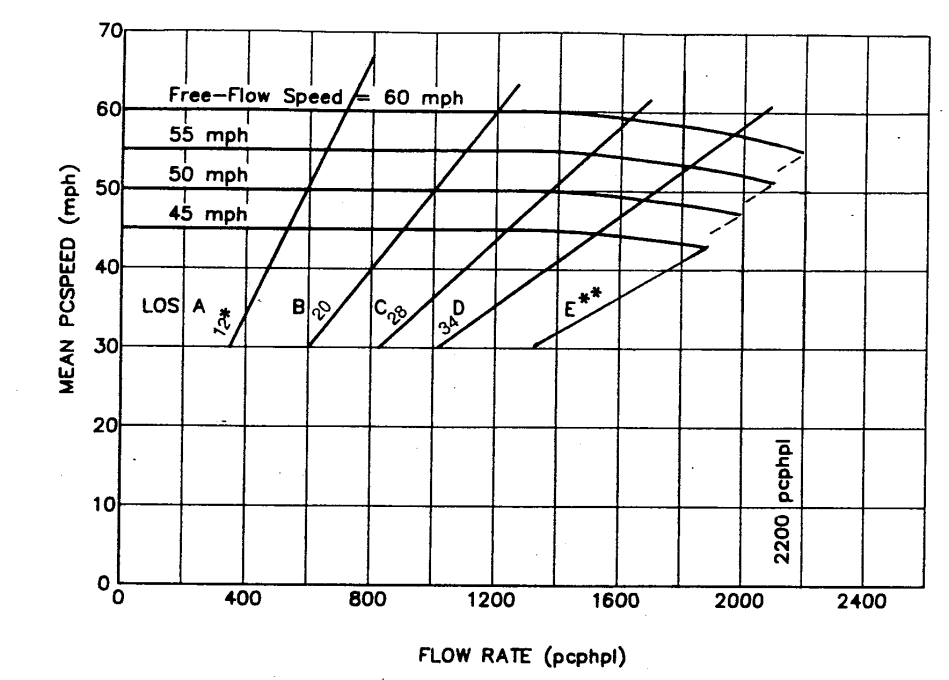 70
60
50
40
30
20
10
0
MEAN PCSPEED (mph)
Free-Flow Speed = 60 mph
55 mph
50 mph
45 mph
LOS A
12*
B
20
C
28
D
34
E**
2200 pcphpl
0 400 800 1200 1600 2000 2400
FLOW RATE (pcphpl)